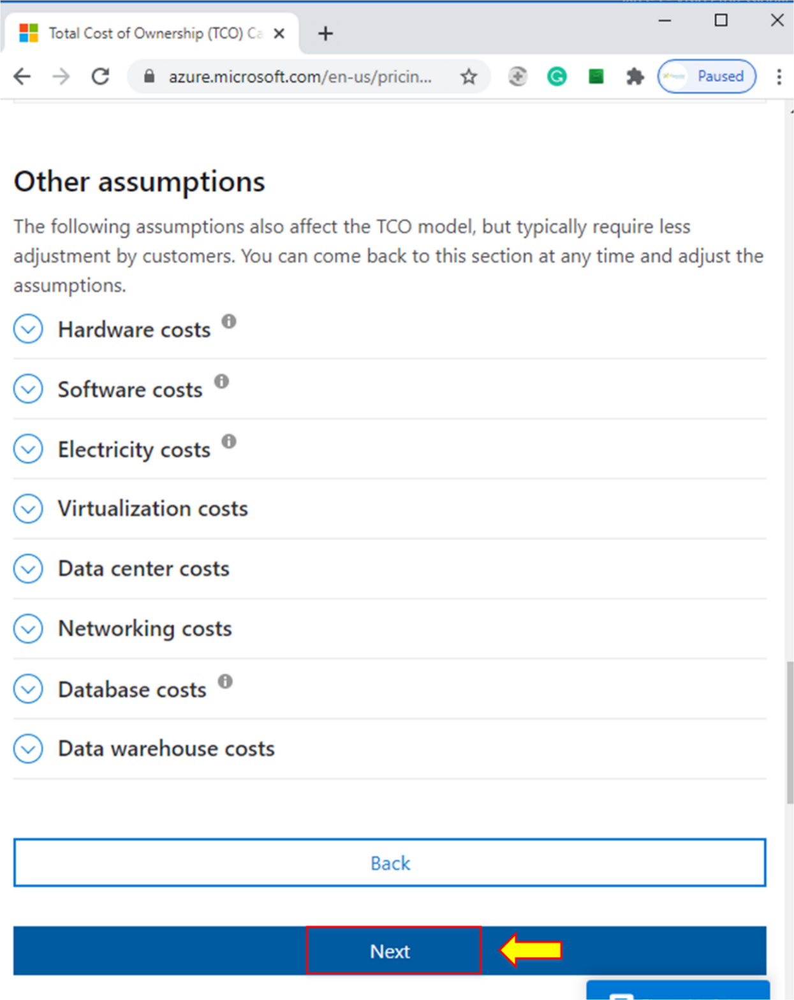 Total Cost of Ownership (TCO) Ca
azure.microsoft.com/en-us/pricin...
Paused
Other assumptions
The following assumptions also affect the TCO model, but typically require less
adjustment by customers. You can come back to this section at any time and adjust the
assumptions.
Hardware costs
Software costs
Electricity costs
Virtualization costs
Data center costs
Networking costs
Database costs
Data warehouse costs
Back
Next